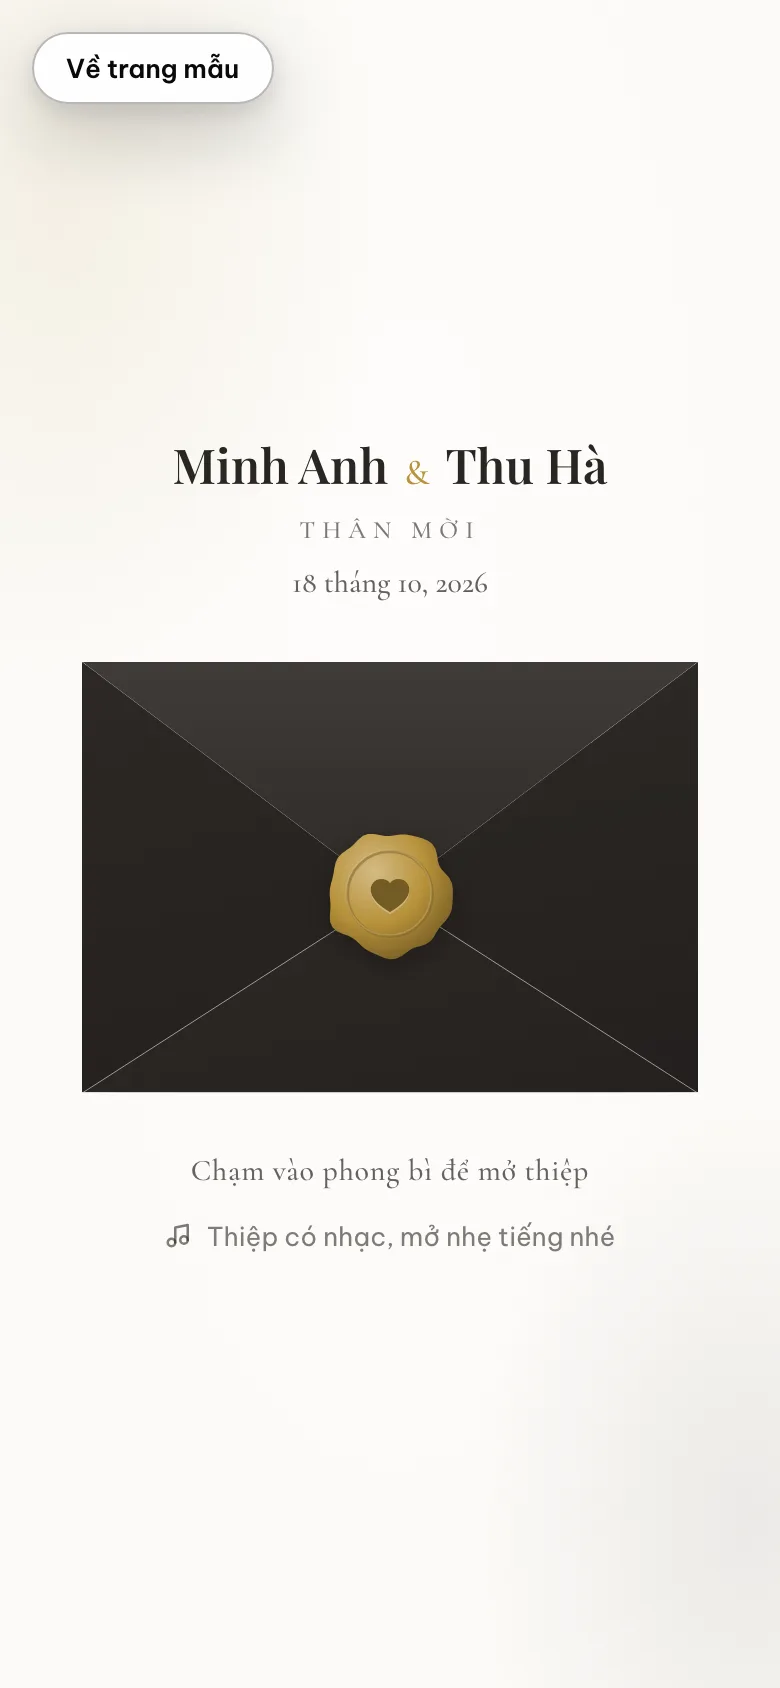 Về trang mẫu
Minh Anh & Thu Hà
THÂN MỜI
18 tháng 10, 2026
Chạm vào phong bì để mở thiệp
Thiệp có nhạc, mở nhẹ tiếng nhé